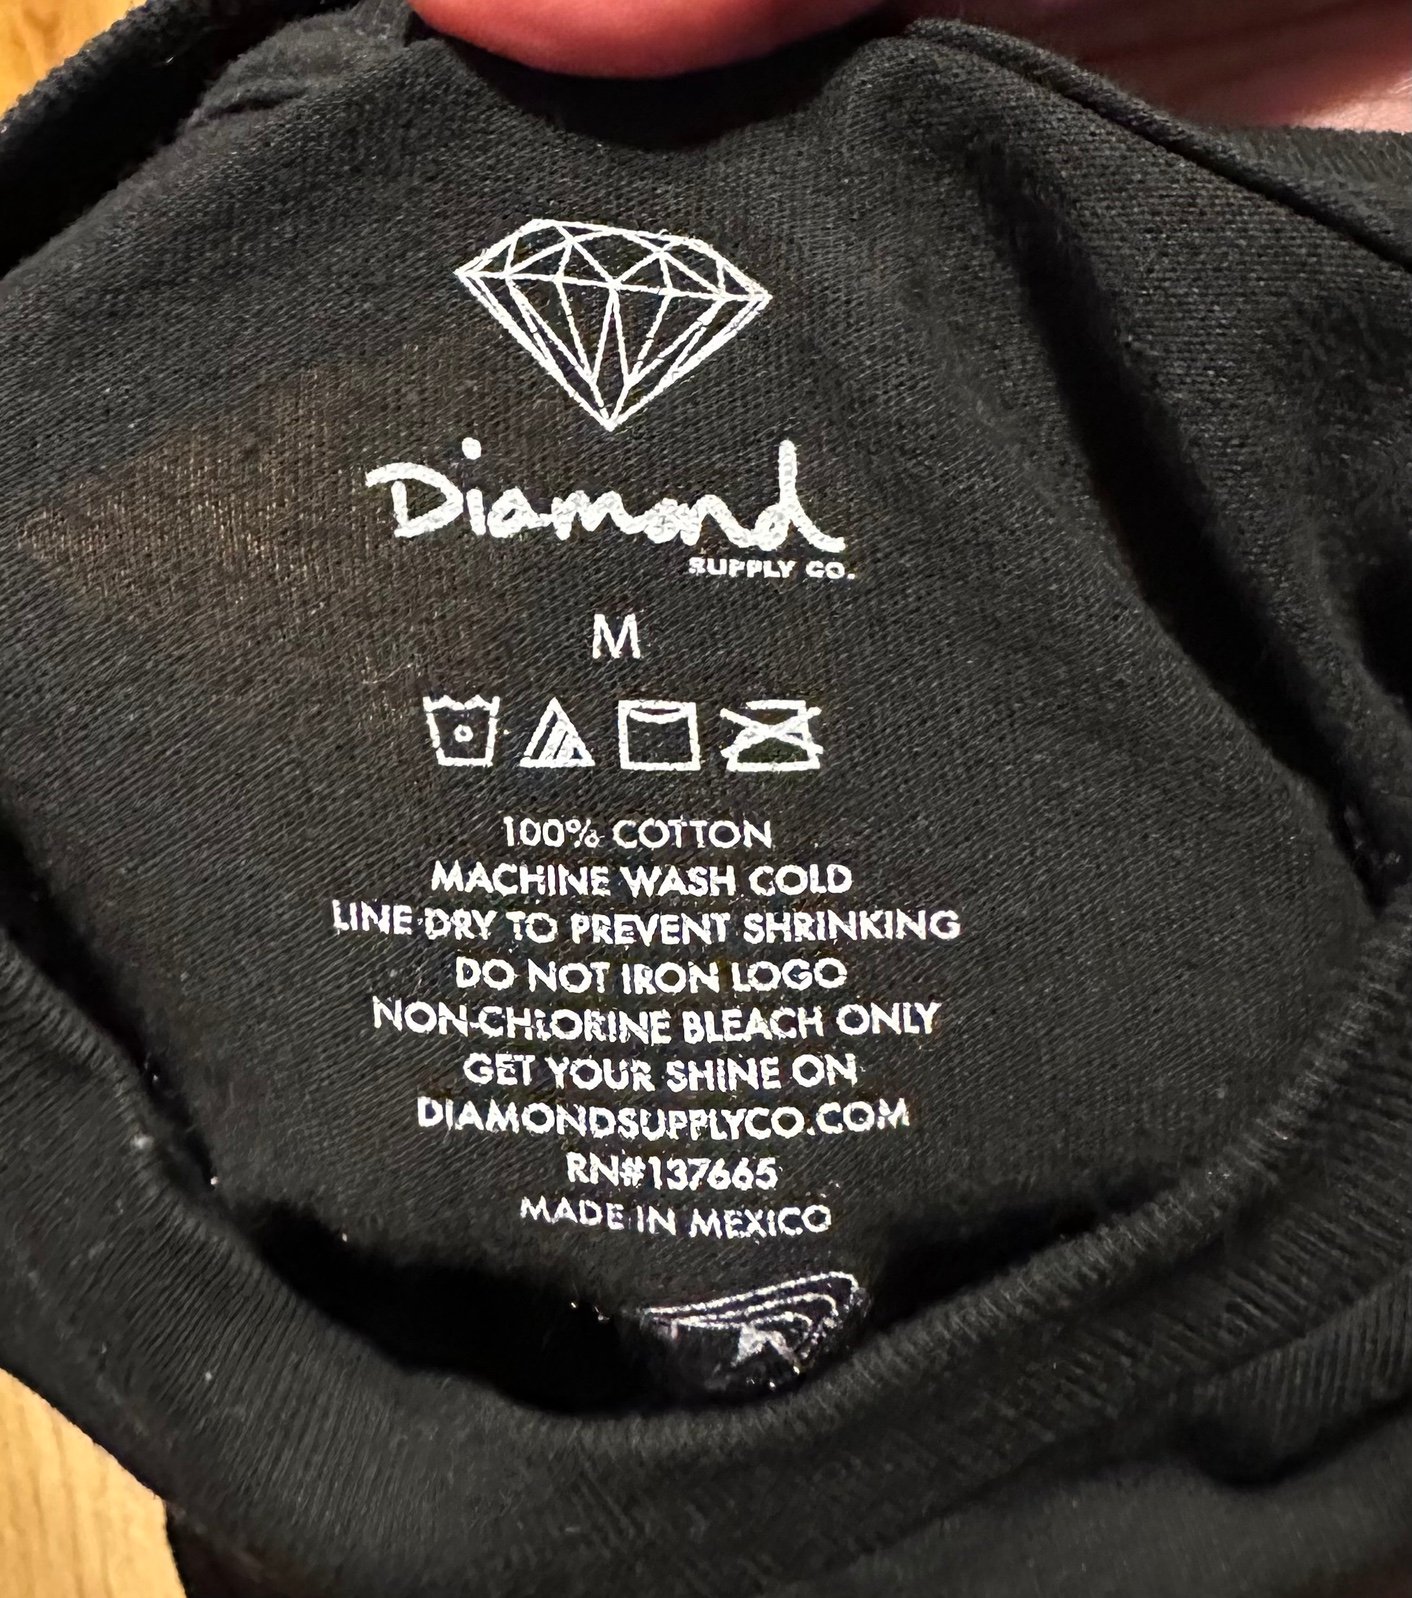 Diamond
SUPPLY CO.
M
100% COTTON
MACHINE WASH COLD
LINE DRY TO PREVENT SHRINKING
DO NOT IRON LOGO
NON-CHLORINE BLEACH ONLY
GET YOUR SHINE ON
DIAMONDSUPPLYCO.COM
RN#137665
MADE IN MEXICO